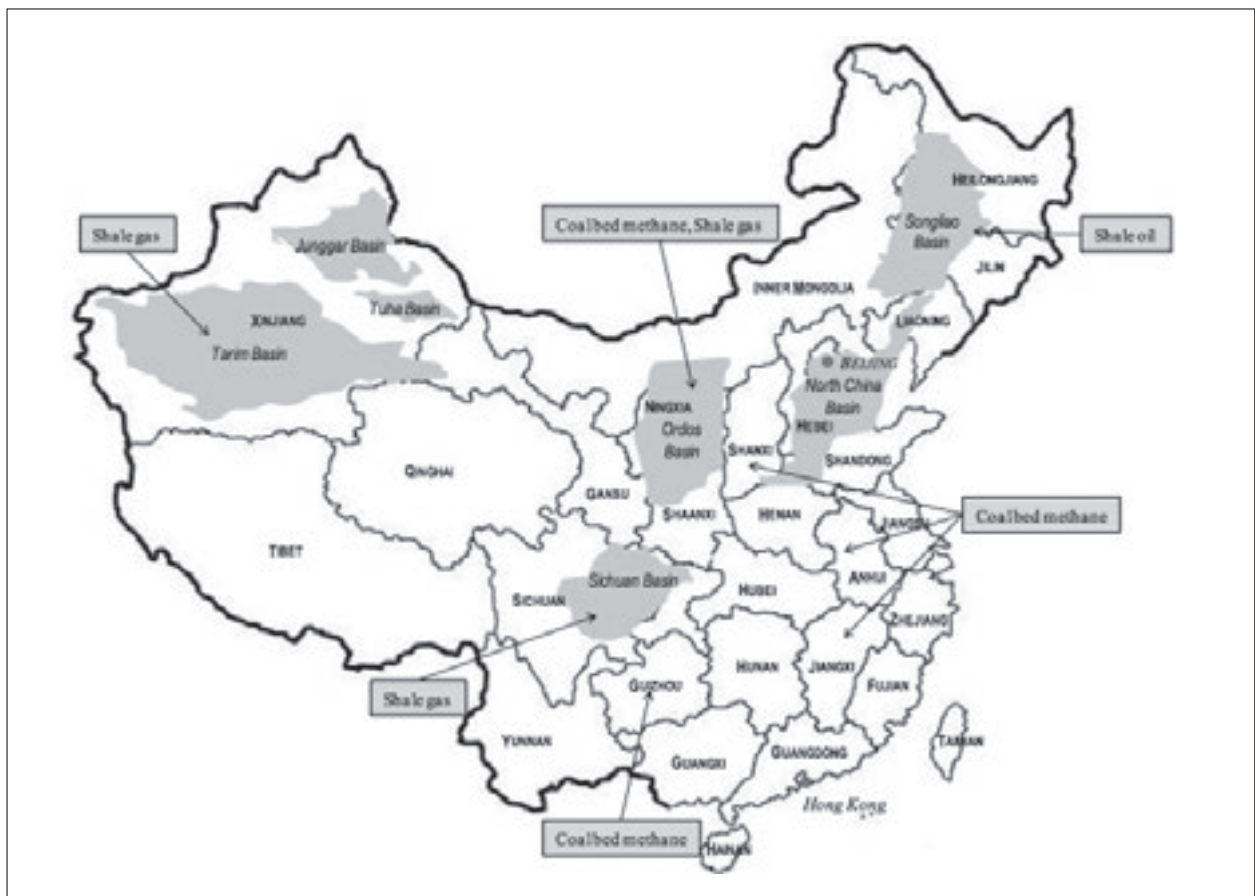 HEILONGJIANG
Shale gas
Coalbed methane, Shale gas
Songliao
Basin
Shale oil
Junggar Basin
JILIN
INNER MONGOLIA
Tuha Basin
XINJIANG
LIAONING
Tarim Basin
BEIJING
North China
Basin
NINGXIA
Ordos
Basin
HEBEI
SHANXI
SHANDONG
QINGHAI
GANSU
SHAANXI
HENAN
JIANGSU
Coalbed methane
TIBET
Sichuan Basin
ANHUI
SICHUAN
HUBEI
ZHEJIANG
HUNAN
JIANGXI
GUIZHOU
FUJIAN
Shale gas
YUNNAN
GUANGXI
GUANGDONG
TAIWAN
Hong Kong
Coalbed methane
HAINAN